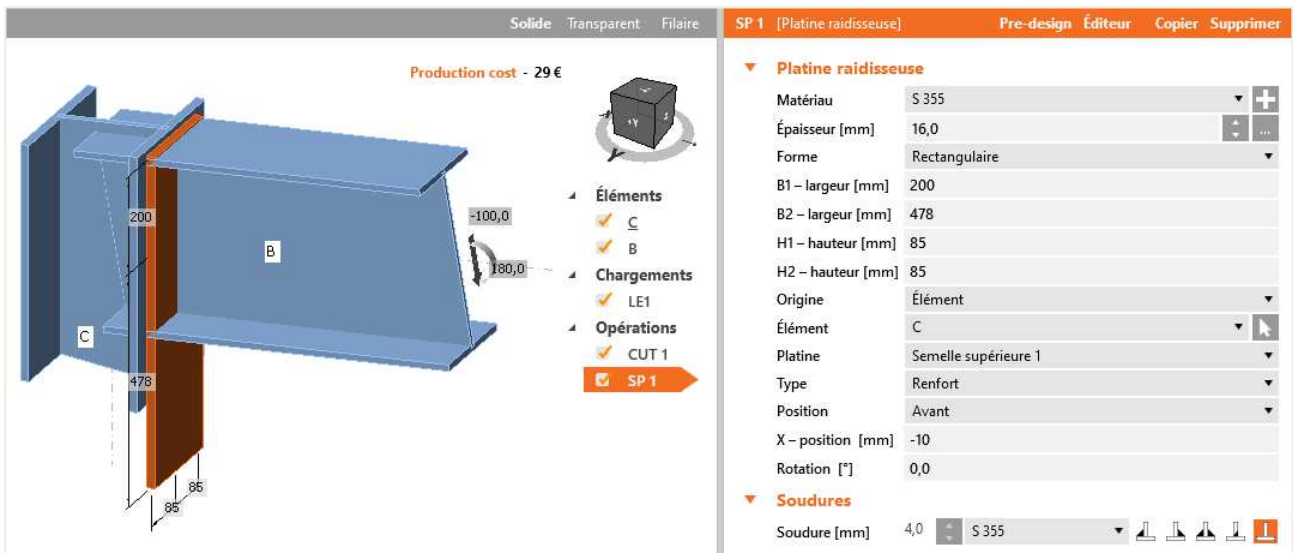 Solide Transparent Filaire
SP 1 [Platine raidisseuse] Pre-design Éditeur Copier Supprimer
Production cost - 29 €
+Y
Y
200
B
-100,0
180,0
C
478
85
85
Éléments
C
B
Chargements
LE1
Opérations
CUT 1
SP 1
Platine raidisseuse
Matériau S 355
Épaisseur [mm] 16,0 ...
Forme Rectangulaire
B1 – largeur [mm] 200
B2 – largeur [mm] 478
H1 – hauteur [mm] 85
H2 – hauteur [mm] 85
Origine Élément
Élément C
Platine Semelle supérieure 1
Type Renfort
Position Avant
X – position [mm] -10
Rotation [°] 0,0
Soudures
Soudure [mm] 4,0 S 355